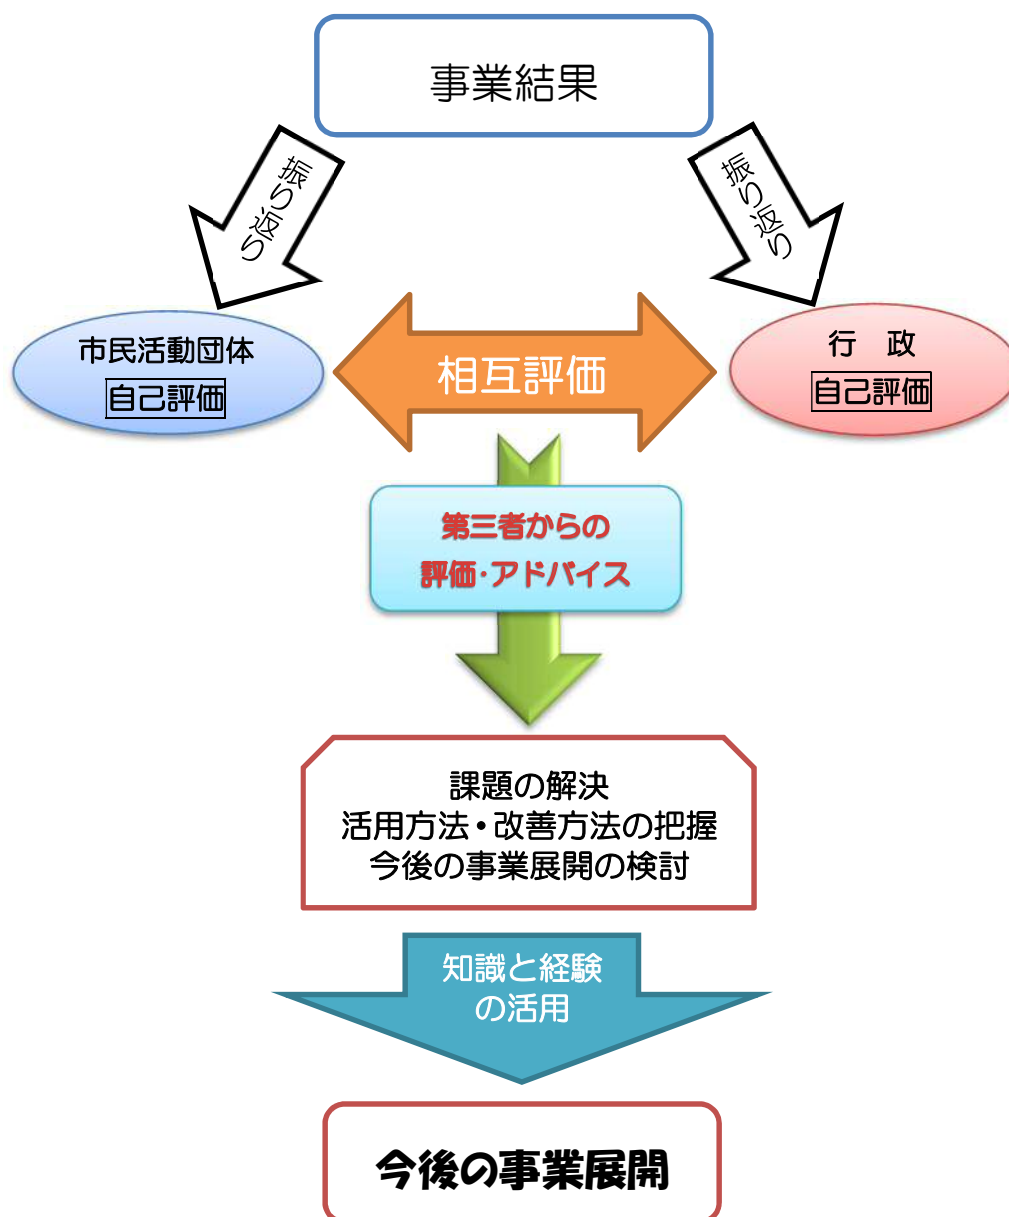 事業結果
振り返り
振り返り
市民活動団体
自己評価
相互評価
行　政
自己評価
第三者からの
評価・アドバイス
課題の解決
活用方法・改善方法の把握
今後の事業展開の検討
知識と経験
の活用
今後の事業展開